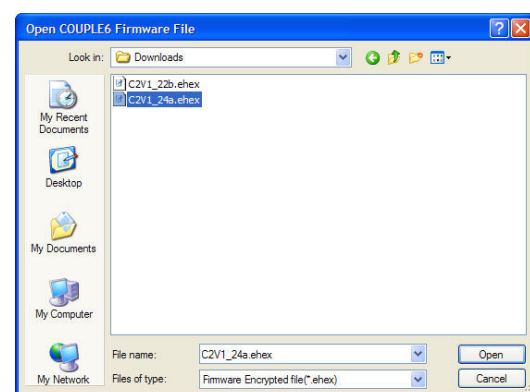 Open COUPLE6 Firmware File
Look in: Downloads
C2V1_22b.ehex
C2V1_24a.ehex
My Recent
Documents
Desktop
My Documents
My Computer
My Network
File name: C2V1_24a.ehex Open
Files of type: Firmware Encrypted file(*.ehex) Cancel